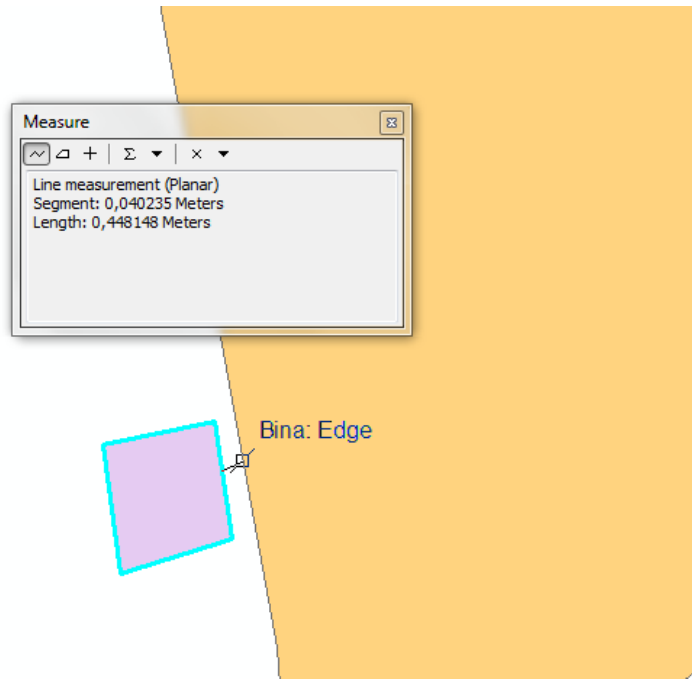 Measure
Line measurement (Planar)
Segment: 0,040235 Meters
Length: 0,448148 Meters
Bina: Edge